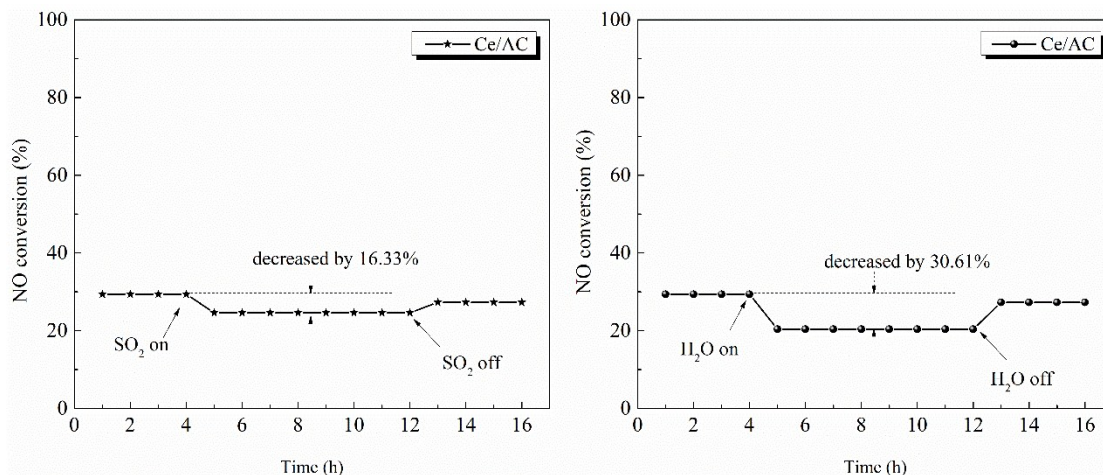 100
80
60
40
20
0
NO conversion (%)
Ce/AC
decreased by 16.33%
SO2 on
SO2 off
0 2 4 6 8 10 12 14 16
Time (h)
100
80
60
40
20
0
NO conversion (%)
Ce/AC
decreased by 30.61%
H2O on
H2O off
0 2 4 6 8 10 12 14 16
Time (h)